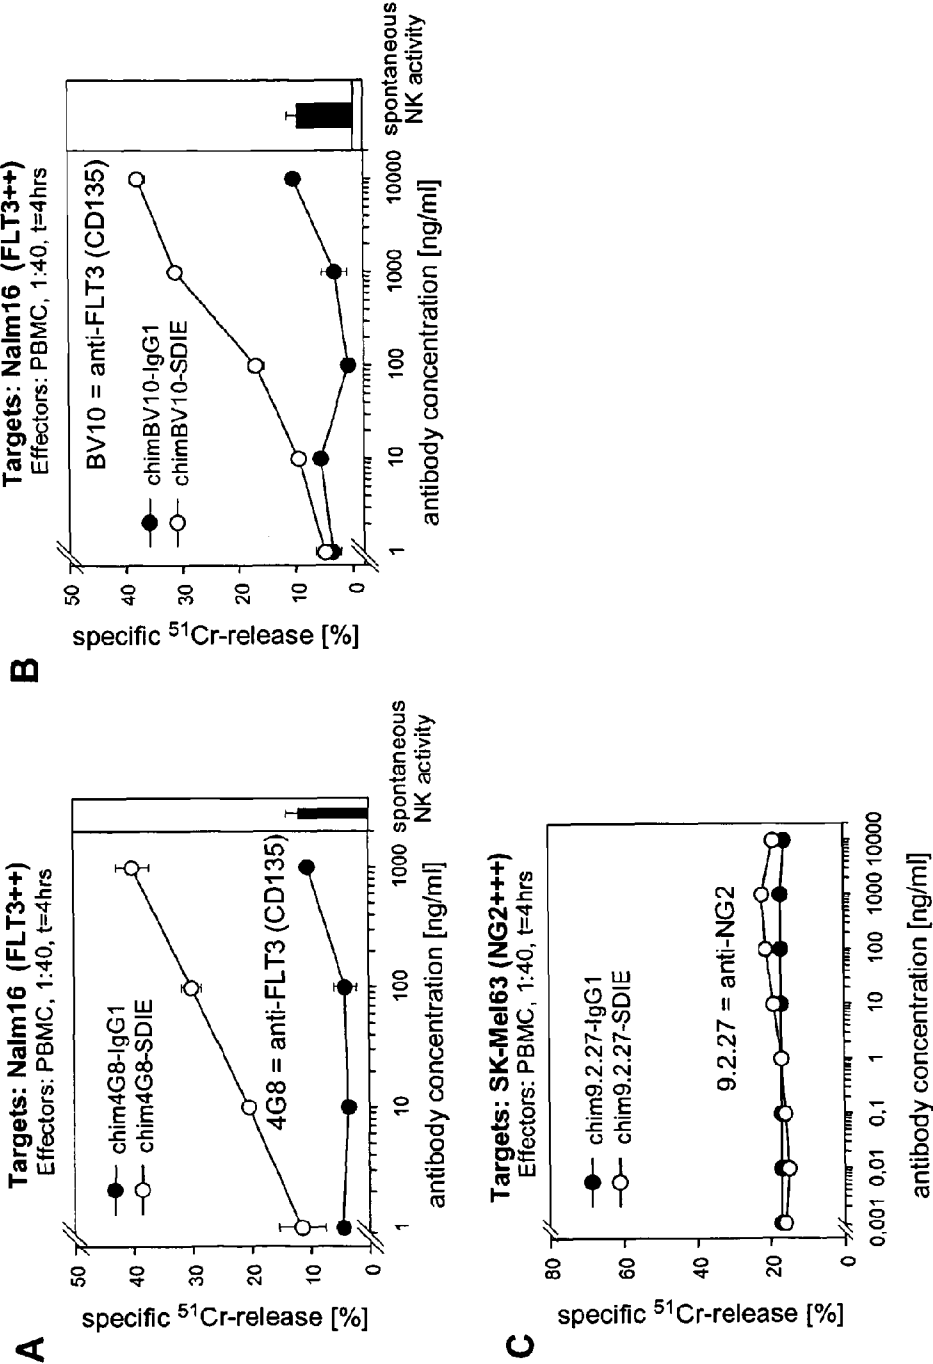 A
Targets: Nalm16 (FLT3++)
Effectors: PBMC, 1:40, t=4hrs
chim4G8-IgG1
chim4G8-SDIE
4G8 = anti-FLT3 (CD135)
specific 51Cr-release [%]
50
40
30
20
10
0
1
10
100
1000
antibody concentration [ng/ml]
spontaneous
NK activity
B
Targets: Nalm16 (FLT3++)
Effectors: PBMC, 1:40, t=4hrs
BV10 = anti-FLT3 (CD135)
chimBV10-IgG1
chimBV10-SDIE
specific 51Cr-release [%]
50
40
30
20
10
0
1
10
100
1000
10000
antibody concentration [ng/ml]
spontaneous
NK activity
C
Targets: SK-Mel63 (NG2+++)
Effectors: PBMC, 1:40, t=4hrs
chim9.2.27-IgG1
chim9.2.27-SDIE
9.2.27 = anti-NG2
specific 51Cr-release [%]
80
60
40
20
0
0,001
0,01
0,1
1
10
100
1000
10000
antibody concentration [ng/ml]